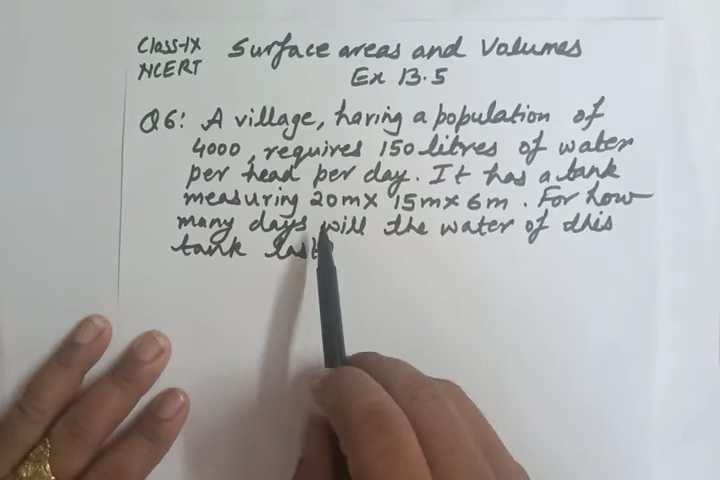 Class-IX Surface areas and Volumes
NCERT Ex 13.5
Q6: A village, having a population of
4000, requires 150 litres of water
per head per day. It has a tank
measuring 20m x 15m x 6m. For how
many days will the water of this
tank last